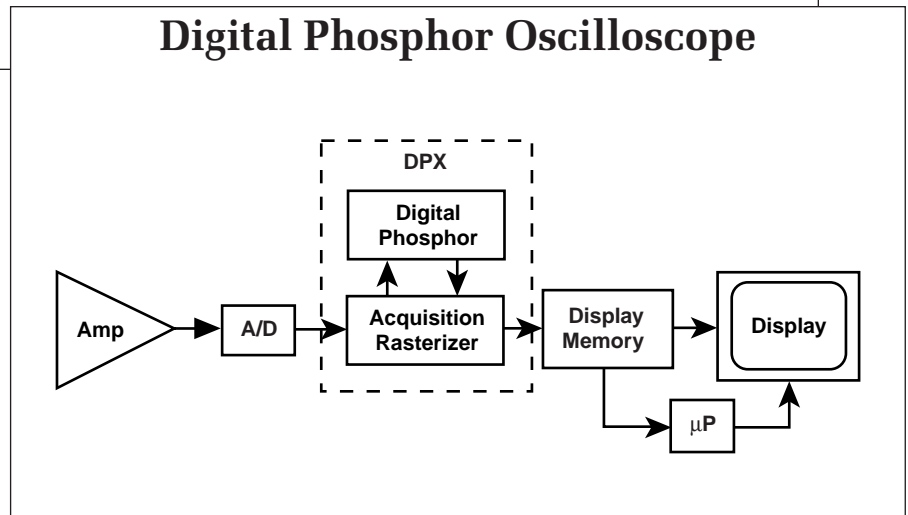 Digital Phosphor Oscilloscope
DPX
Digital
Phosphor
Amp
A/D
Acquisition
Rasterizer
Display
Memory
Display
μP